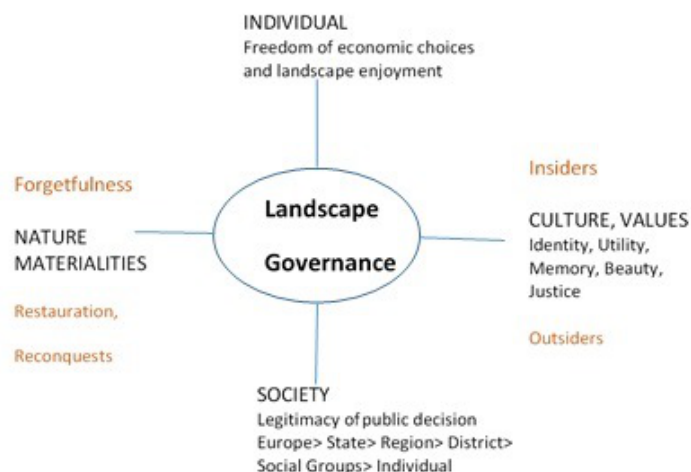 INDIVIDUAL
Freedom of economic choices
and landscape enjoyment
Forgetfulness
NATURE
MATERIALITIES
Restauration,
Reconquests
Landscape
Governance
Insiders
CULTURE, VALUES
Identity, Utility,
Memory, Beauty,
Justice
Outsiders
SOCIETY
Legitimacy of public decision
Europe> State> Region> District>
Social Groups> Individual